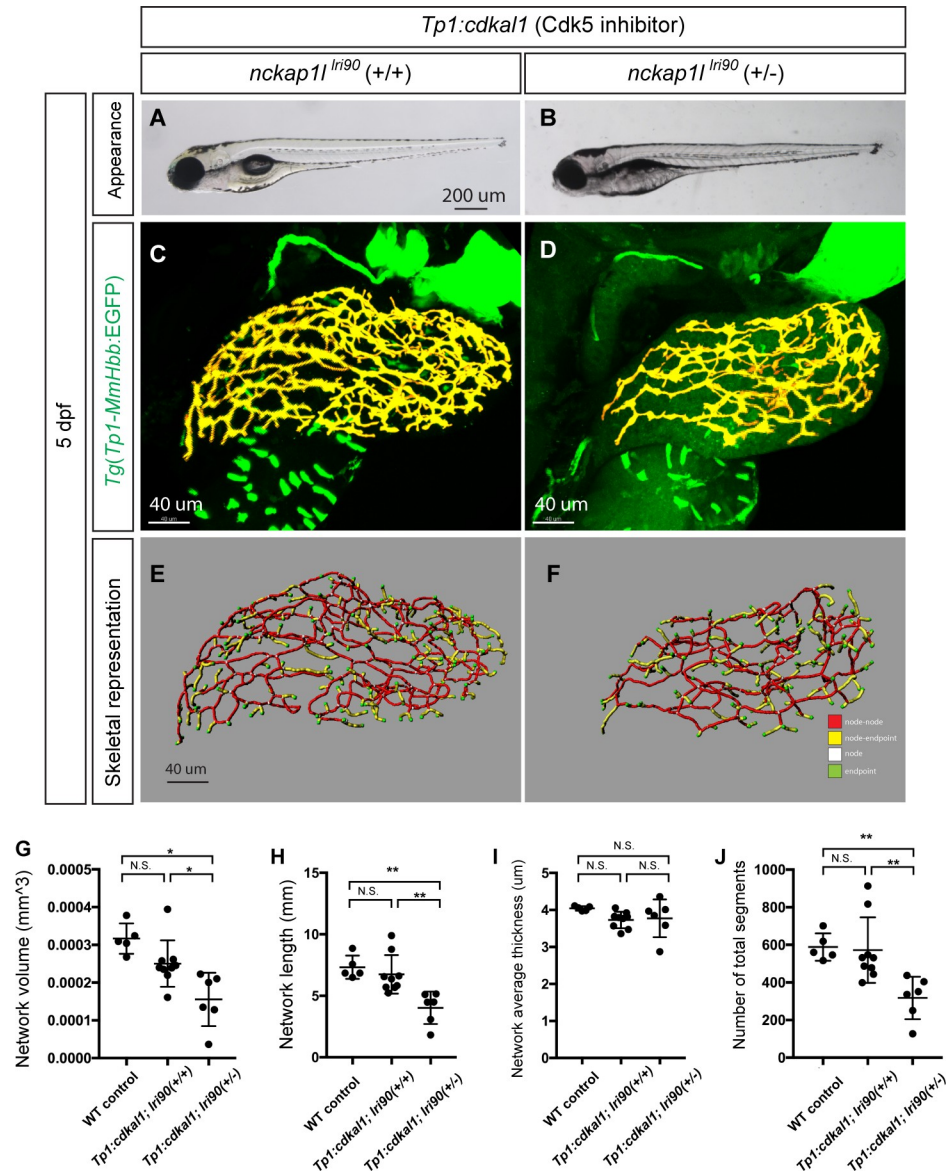 Tp1:cdkal1 (Cdk5 inhibitor)
nckap1l lri90 (+/+)
nckap1l lri90 (+/-)
5 dpf
Appearance
A
200 um
B
Tg(Tp1-MmHbb:EGFP)
C
40 um
40 um
D
40 um
40 um
Skeletal representation
E
40 um
F
node-node
node-endpoint
node
endpoint
G
Network volume (mm^3)
0.0005
0.0004
0.0003
0.0002
0.0001
0.0000
*
N.S.
*
WT control
Tp1:cdkal1; lri90(+/+)
Tp1:cdkal1; lri90(+/-)
H
Network length (mm)
15
10
5
0
**
N.S.
**
WT control
Tp1:cdkal1; lri90(+/+)
Tp1:cdkal1; lri90(+/-)
I
Network average thickness (um)
5
4
3
2
1
0
N.S.
N.S.
N.S.
WT control
Tp1:cdkal1; lri90(+/+)
Tp1:cdkal1; lri90(+/-)
J
Number of total segments
1000
800
600
400
200
0
**
N.S.
**
WT control
Tp1:cdkal1; lri90(+/+)
Tp1:cdkal1; lri90(+/-)